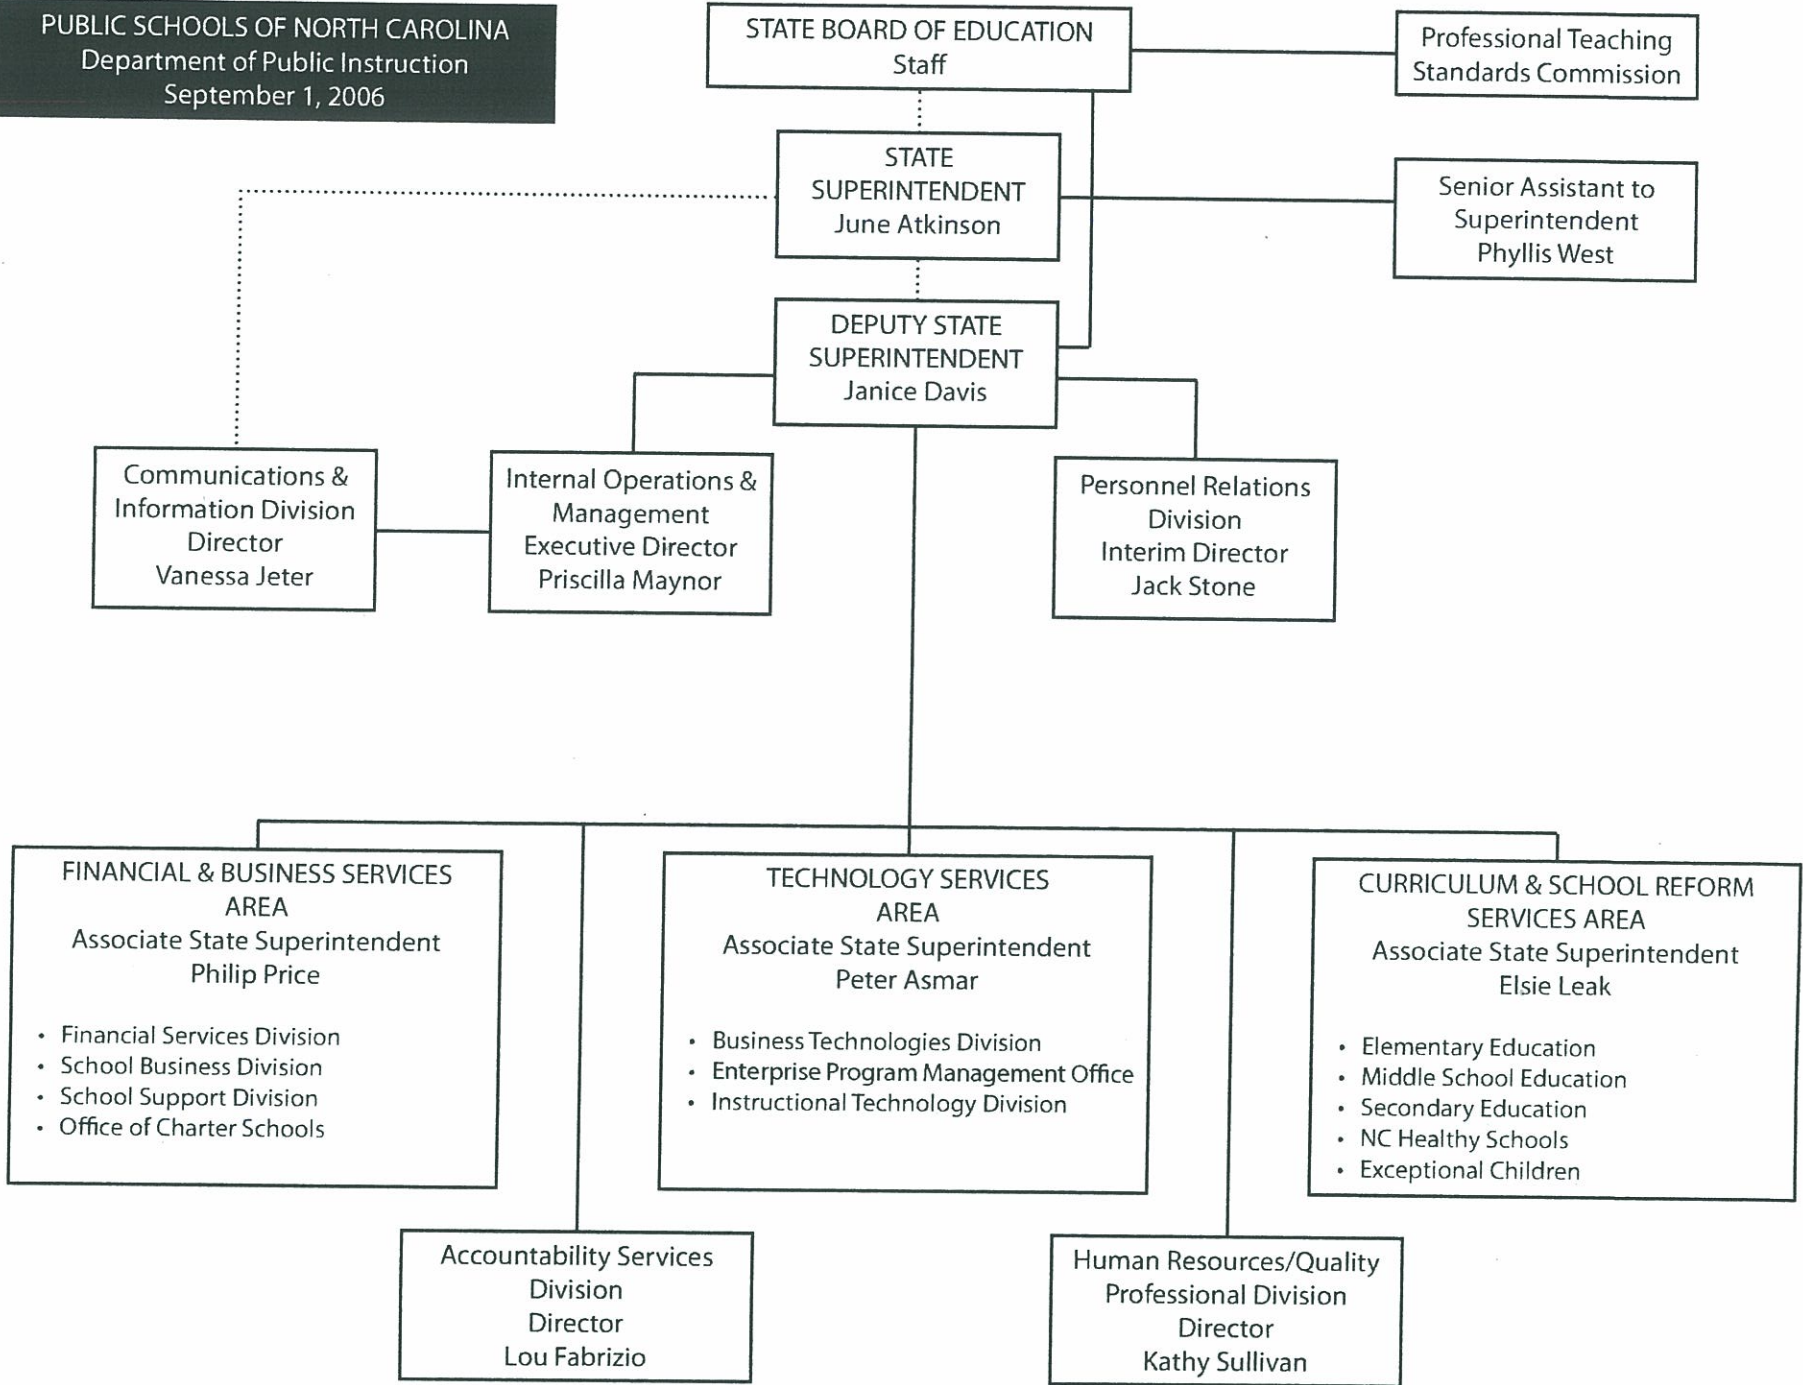 PUBLIC SCHOOLS OF NORTH CAROLINA
Department of Public Instruction
September 1, 2006
STATE BOARD OF EDUCATION
Staff
Professional Teaching
Standards Commission
STATE
SUPERINTENDENT
June Atkinson
Senior Assistant to
Superintendent
Phyllis West
DEPUTY STATE
SUPERINTENDENT
Janice Davis
Communications &
Information Division
Director
Vanessa Jeter
Internal Operations &
Management
Executive Director
Priscilla Maynor
Personnel Relations
Division
Interim Director
Jack Stone
FINANCIAL & BUSINESS SERVICES
AREA
Associate State Superintendent
Philip Price
• Financial Services Division
• School Business Division
• School Support Division
• Office of Charter Schools
TECHNOLOGY SERVICES
AREA
Associate State Superintendent
Peter Asmar
• Business Technologies Division
• Enterprise Program Management Office
• Instructional Technology Division
CURRICULUM & SCHOOL REFORM
SERVICES AREA
Associate State Superintendent
Elsie Leak
• Elementary Education
• Middle School Education
• Secondary Education
• NC Healthy Schools
• Exceptional Children
Accountability Services
Division
Director
Lou Fabrizio
Human Resources/Quality
Professional Division
Director
Kathy Sullivan